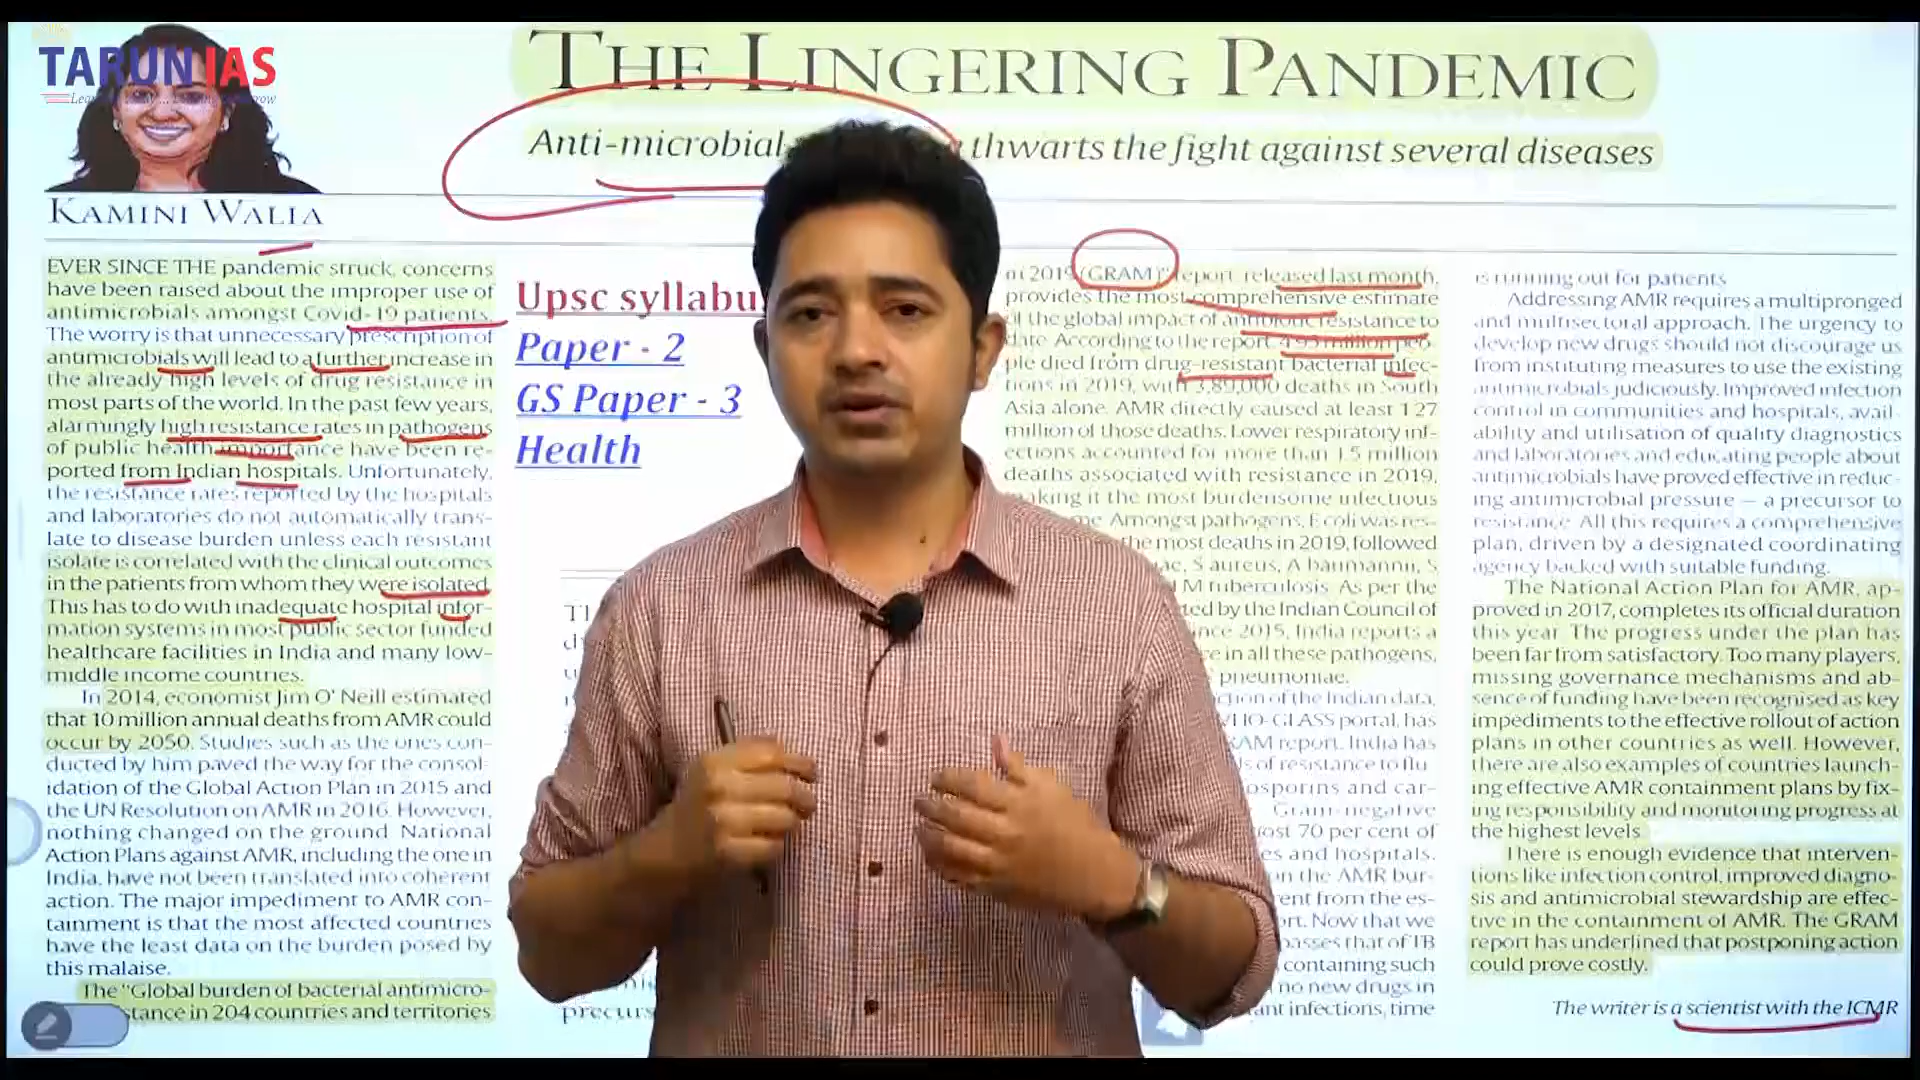 TARUN IAS
THE LINGERING PANDEMIC
Anti-microbial
thwarts the fight against several diseases
KAMINI WALIA
EVER SINCE THE pandemic struck, concerns
have been raised about the improper use of
antimicrobials amongst Covid-19 patients.
The worry is that unnecessary prescription of
antimicrobials will lead to a further increase in
the already high levels of drug resistance in
most parts of the world. In the past few years,
alarmingly high resistance rates in pathogens
of public health importance have been re-
ported from Indian hospitals. Unfortunately,
the resistance rates reported by the hospitals
and laboratories do not automatically trans-
late to disease burden unless each resistant
isolate is correlated with the clinical outcomes
in the patients from whom they were isolated.
This has to do with inadequate hospital infor-
mation systems in most public sector funded
healthcare facilities in India and many low-
middle income countries.
In 2014, economist Jim O' Neill estimated
that 10 million annual deaths from AMR could
occur by 2050. Studies such as the ones con-
ducted by him paved the way for the consol-
idation of the Global Action Plan in 2015 and
the UN Resolution on AMR in 2016. However,
nothing changed on the ground. National
Action Plans against AMR, including the one in
India, have not been translated into coherent
action. The major impediment to AMR con-
tainment is that the most affected countries
have the least data on the burden posed by
this malaise.
The "Global burden of bacterial antimicro-
stance in 204 countries and territories
Upsc syllabu
Paper - 2
GS Paper - 3
Health
precurs
in 2019 (GRAM)" report, released last month,
provides the most comprehensive estimate
of the global impact of antibiotic resistance to
date. According to the report, 4.95 million peo-
ple died from drug-resistant bacterial infec-
tions in 2019, with 3,89,000 deaths in South
Asia alone. AMR directly caused at least 1.27
million of those deaths. Lower respiratory inf-
ections accounted for more than 1.5 million
deaths associated with resistance in 2019,
making it the most burdensome infectious
Amongst pathogens, E coli was res-
the most deaths in 2019, followed
S aureus, A baumannii, S
M tuberculosis. As per the
by the Indian Council of
since 2015, India reports a
in all these pathogens,
pneumoniae.
of the Indian data,
WHO-GLASS portal, has
GRAM report. India has
of resistance to flu
osporins and car-
Gram-negative
70 per cent of
and hospitals.
on the AMR bur-
from the es-
Now that we
that of TB
containing such
no new drugs in
infections, time
is running out for patients.
Addressing AMR requires a multipronged
and multisectoral approach. The urgency to
develop new drugs should not discourage us
from instituting measures to use the existing
antimicrobials judiciously. Improved infection
control in communities and hospitals, avail-
ability and utilisation of quality diagnostics
and laboratories and educating people about
antimicrobials have proved effective in reduc-
ing antimicrobial pressure — a precursor to
resistance. All this requires a comprehensive
plan, driven by a designated coordinating
agency backed with suitable funding.
The National Action Plan for AMR, ap-
proved in 2017, completes its official duration
this year. The progress under the plan has
been far from satisfactory. Too many players,
missing governance mechanisms and ab-
sence of funding have been recognised as key
impediments to the effective rollout of action
plans in other countries as well. However,
there are also examples of countries launch-
ing effective AMR containment plans by fix-
ing responsibility and monitoring progress at
the highest levels.
There is enough evidence that interven-
tions like infection control, improved diagno-
sis and antimicrobial stewardship are effec-
tive in the containment of AMR. The GRAM
report has underlined that postponing action
could prove costly.
The writer is a scientist with the ICMR